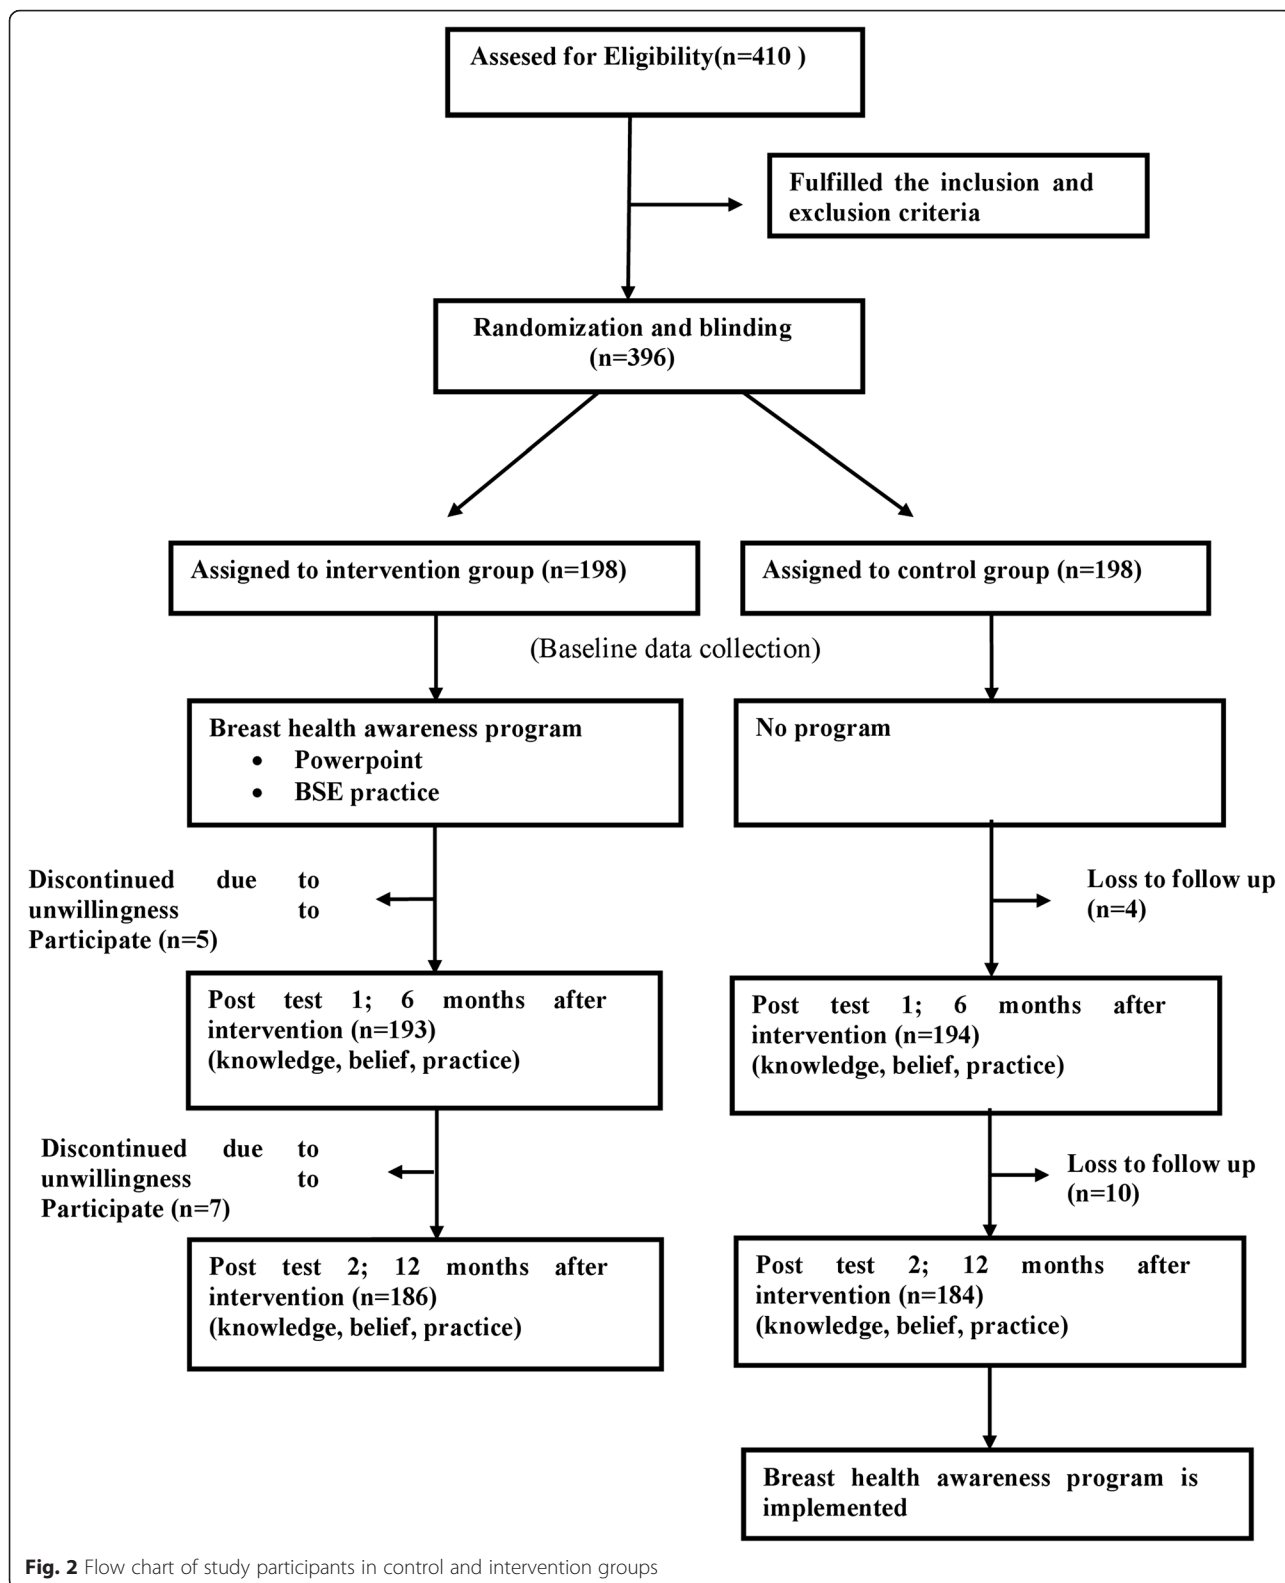 Assesed for Eligibility(n=410 )
Fulfilled the inclusion and
exclusion criteria
Randomization and blinding
(n=396)
Assigned to intervention group (n=198)
Assigned to control group (n=198)
(Baseline data collection)
Breast health awareness program
• Powerpoint
• BSE practice
No program
Discontinued due to
unwillingness to
Participate (n=5)
Loss to follow up
(n=4)
Post test 1; 6 months after
intervention (n=193)
(knowledge, belief, practice)
Post test 1; 6 months after
intervention (n=194)
(knowledge, belief, practice)
Discontinued due to
unwillingness to
Participate (n=7)
Loss to follow up
(n=10)
Post test 2; 12 months after
intervention (n=186)
(knowledge, belief, practice)
Post test 2; 12 months after
intervention (n=184)
(knowledge, belief, practice)
Breast health awareness program is
implemented
Fig. 2 Flow chart of study participants in control and intervention groups